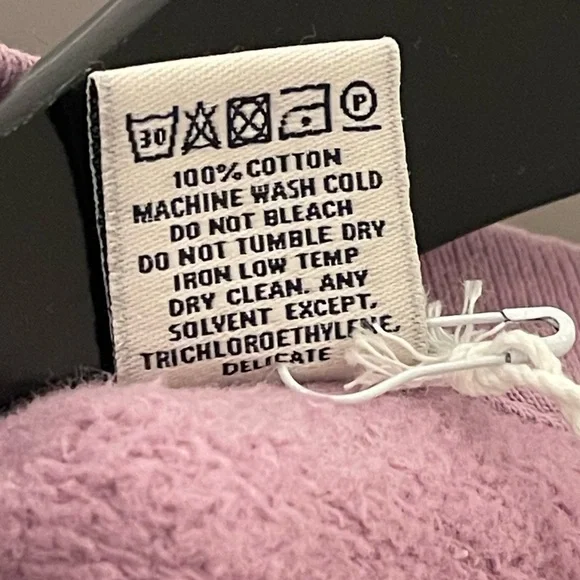 30 P
100% COTTON
MACHINE WASH COLD
DO NOT BLEACH
DO NOT TUMBLE DRY
IRON LOW TEMP
DRY CLEAN. ANY
SOLVENT EXCEPT.
TRICHLOROETHYLENE.
DELICATE